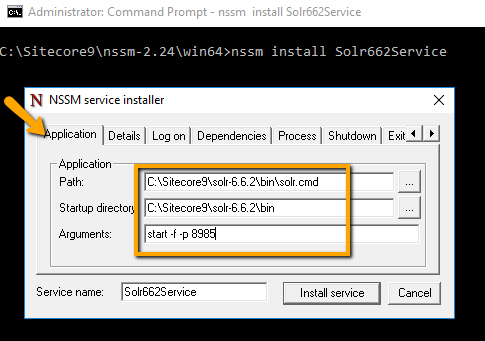 Administrator: Command Prompt - nssm  install Solr662Service
C:\Sitecore9\nssm-2.24\win64>nssm install Solr662Service
NSSM service installer
Application Details Log on Dependencies Process Shutdown Exit
Application
Path: C:\Sitecore9\solr-6.6.2\bin\solr.cmd ...
Startup directory: C:\Sitecore9\solr-6.6.2\bin ...
Arguments: start -f -p 8985
Service name: Solr662Service Install service Cancel